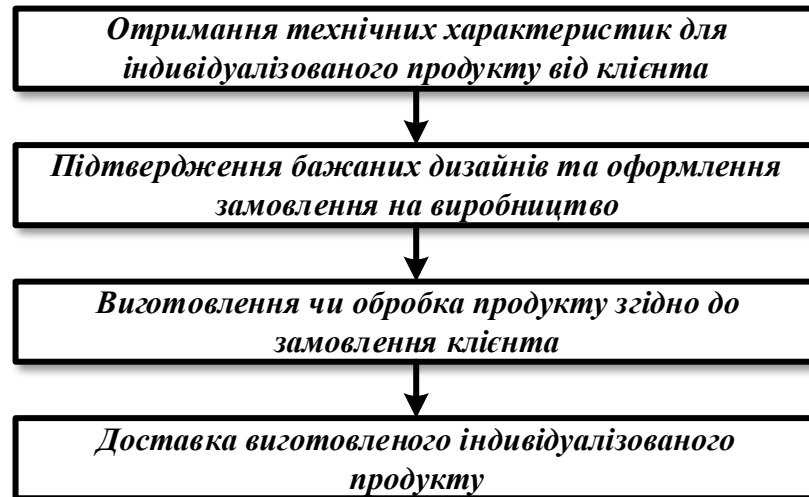 Отримання технічних характеристик для
індивідуалізованого продукту від клієнта
Підтвердження бажаних дизайнів та оформлення
замовлення на виробництво
Виготовлення чи обробка продукту згідно до
замовлення клієнта
Доставка виготовленого індивідуалізованого
продукту